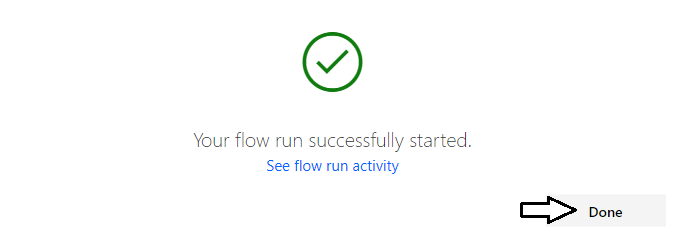 Your flow run successfully started.
See flow run activity
Done